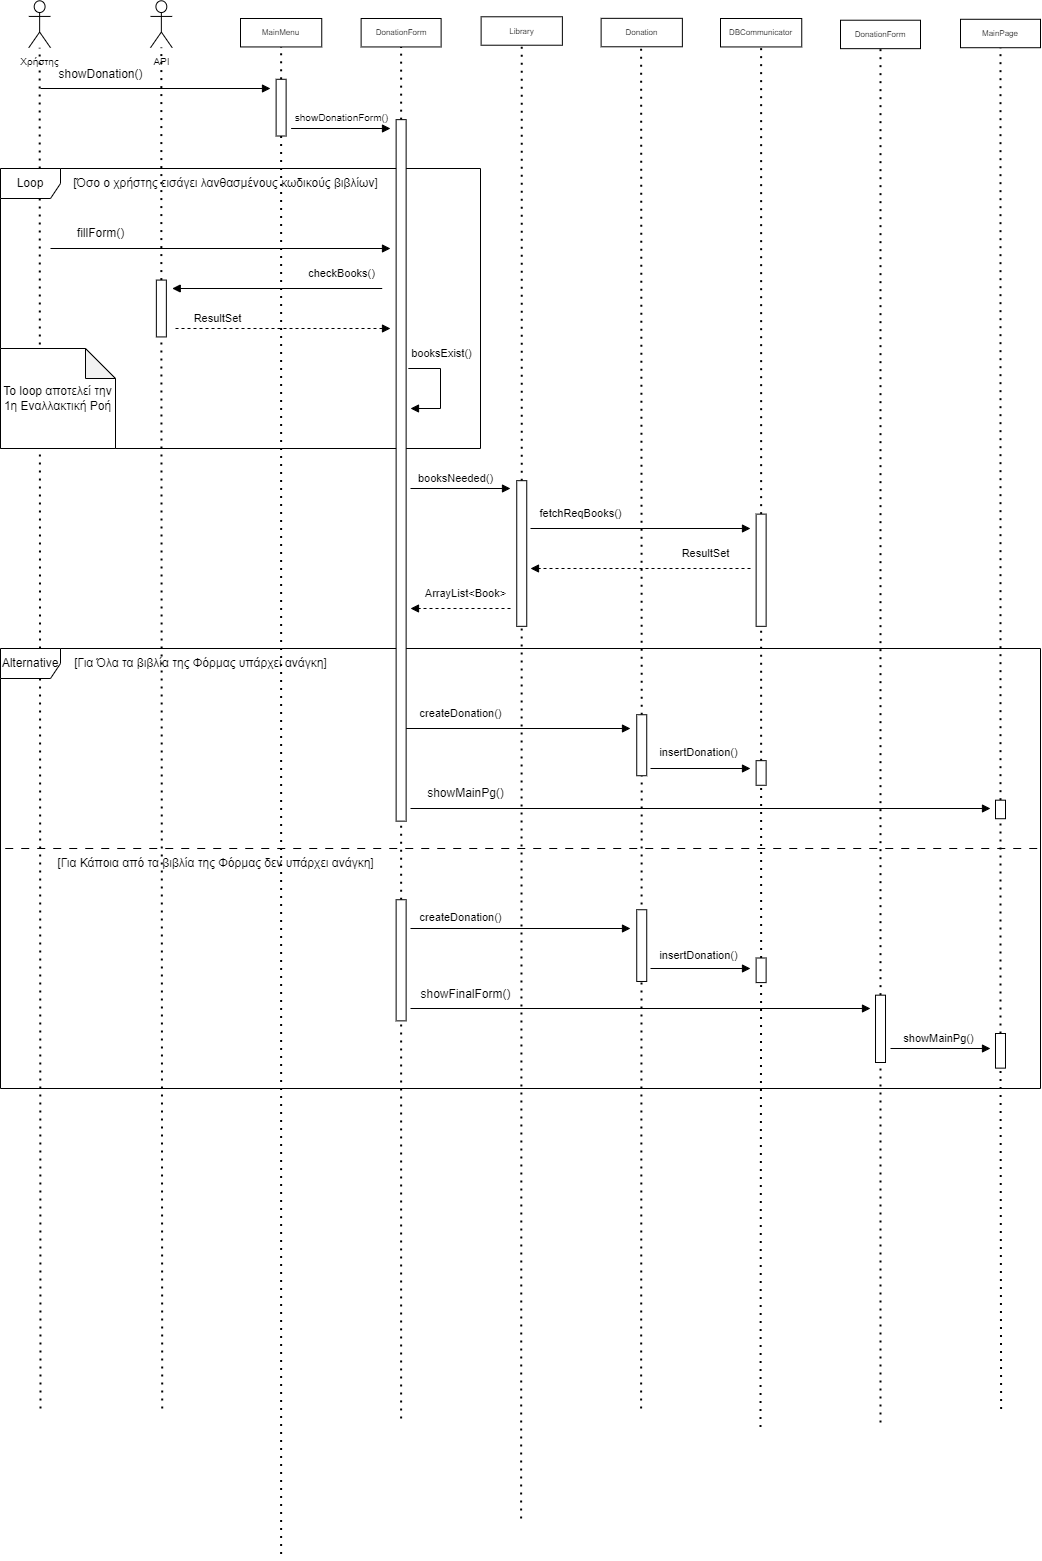 MainMenu
DonationForm
Library
Donation
DBCommunicator
DonationForm
MainPage
Χρήστης
API
showDonation()
showDonationForm()
Loop
[Όσο ο χρήστης εισάγει λανθασμένους κωδικούς βιβλίων]
fillForm()
checkBooks()
ResultSet
booksExist()
Το loop αποτελεί την
1η Εναλλακτική Ροή
booksNeeded()
fetchReqBooks()
ResultSet
ArrayList<Book>
Alternative
[Για Όλα τα βιβλία της Φόρμας υπάρχει ανάγκη]
createDonation()
insertDonation()
showMainPg()
[Για Κάποια από τα βιβλία της Φόρμας δεν υπάρχει ανάγκη]
createDonation()
insertDonation()
showFinalForm()
showMainPg()